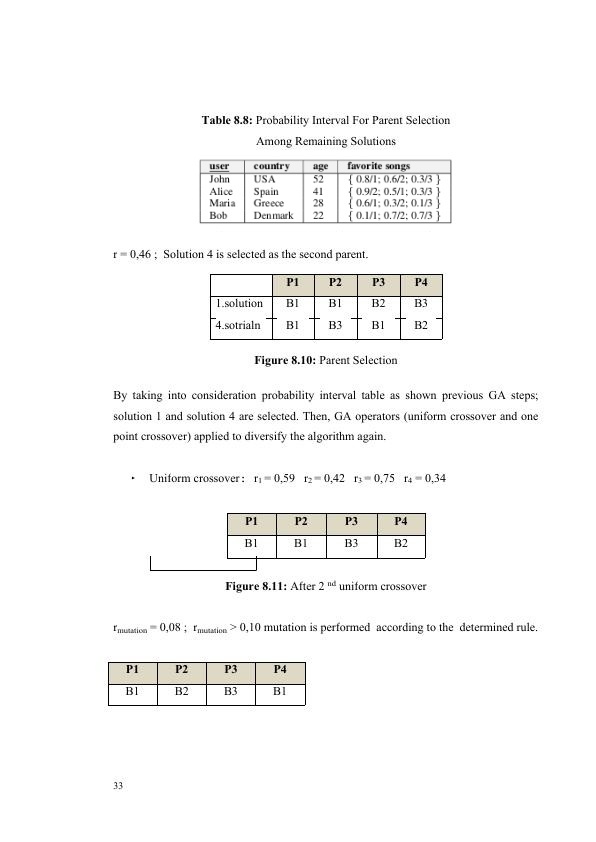 Table 8.8: Probability Interval For Parent Selection
Among Remaining Solutions
user country age favorite songs
John USA 52 { 0.8/1; 0.6/2; 0.3/3 }
Alice Spain 41 { 0.9/2; 0.5/1; 0.3/3 }
Maria Greece 28 { 0.6/1; 0.3/2; 0.1/3 }
Bob Denmark 22 { 0.1/1; 0.7/2; 0.7/3 }
r = 0,46 ; Solution 4 is selected as the second parent.
P1 P2 P3 P4
1.solution B1 B1 B2 B3
4.sotrialn B1 B3 B1 B2
Figure 8.10: Parent Selection
By taking into consideration probability interval table as shown previous GA steps;
solution 1 and solution 4 are selected. Then, GA operators (uniform crossover and one
point crossover) applied to diversify the algorithm again.
• Uniform crossover: r1 = 0,59 r2 = 0,42 r3 = 0,75 r4 = 0,34
P1 P2 P3 P4
B1 B1 B3 B2
Figure 8.11: After 2 nd uniform crossover
rmutation = 0,08 ; rmutation > 0,10 mutation is performed according to the determined rule.
P1 P2 P3 P4
B1 B2 B3 B1
33